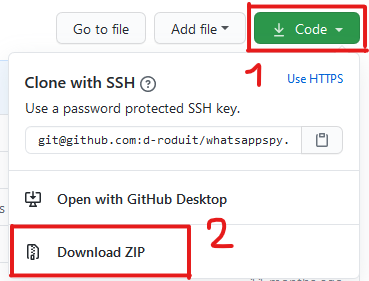 Go to file Add file Code
1
Clone with SSH ? Use HTTPS
Use a password protected SSH key.
git@github.com:d-roduit/whatsappspy.
Open with GitHub Desktop
2
Download ZIP